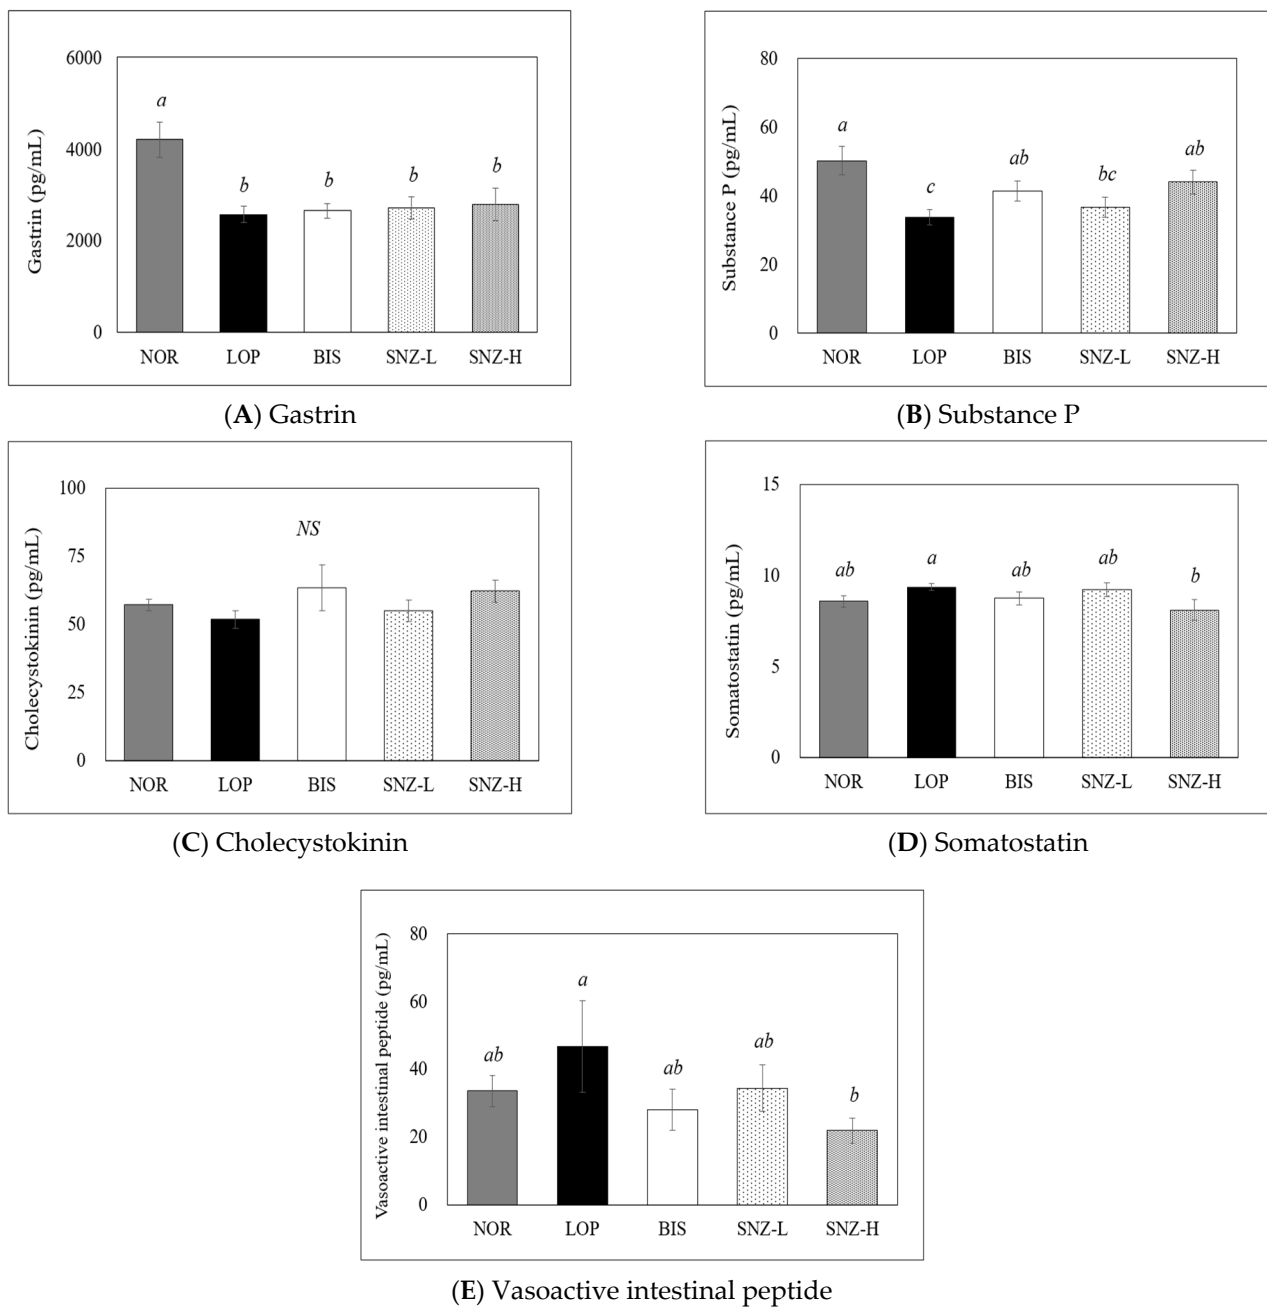 6000
4000
2000
0
Gastrin (pg/mL)
a
b
b
b
b
NOR LOP BIS SNZ-L SNZ-H
(A) Gastrin
80
60
40
20
0
Substance P (pg/mL)
a
c
ab
bc
ab
NOR LOP BIS SNZ-L SNZ-H
(B) Substance P
100
75
50
25
0
Cholecystokinin (pg/mL)
NS
NOR LOP BIS SNZ-L SNZ-H
(C) Cholecystokinin
15
10
5
0
Somatostatin (pg/mL)
ab
a
ab
ab
b
NOR LOP BIS SNZ-L SNZ-H
(D) Somatostatin
80
60
40
20
0
Vasoactive intestinal peptide (pg/mL)
ab
a
ab
ab
b
NOR LOP BIS SNZ-L SNZ-H
(E) Vasoactive intestinal peptide